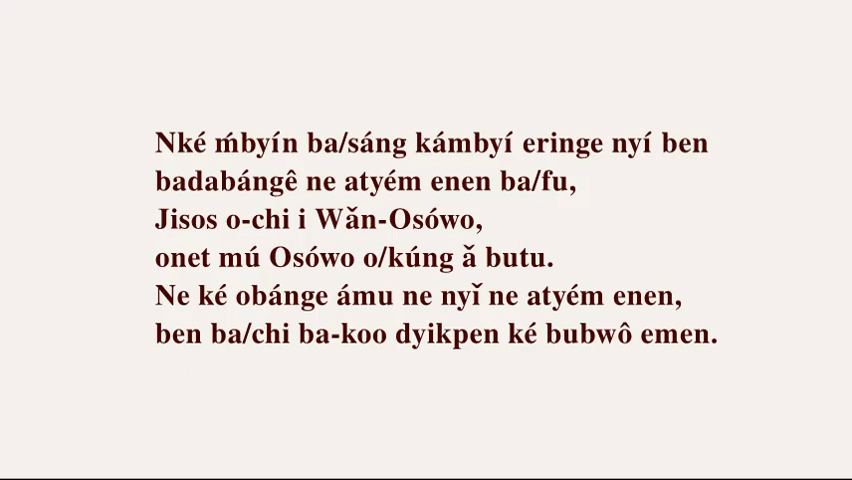 Nké ḿbyín ba/sáng kámbyí eringe nyí ben
badabángê ne atyém enen ba/fu,
Jisos o-chi i Wǎn-Osówo,
onet mú Osówo o/kúng ǎ butu.
Ne ké obánge ámu ne nyǐ ne atyém enen,
ben ba/chi ba-koo dyikpen ké bubwô emen.